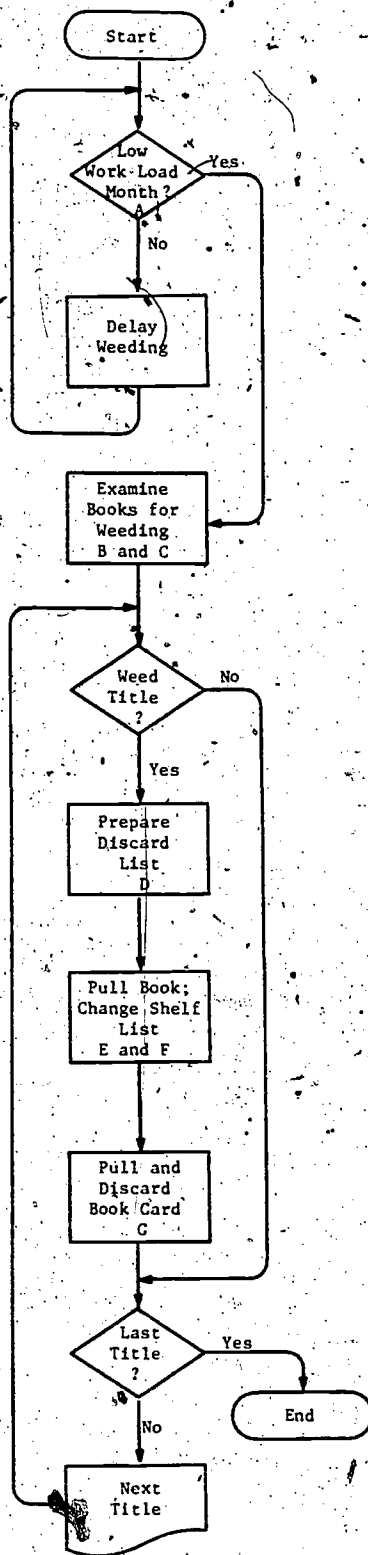 Start
Low
Work-Load
Month?
A
Yes
No
Delay
Weeding
Examine
Books for
Weeding
B and C
Weed
Title
?
No
Yes
Prepare
Discard
List
D
Pull Book;
Change Shelf
List
E and F
Pull and
Discard
Book Card
G
Last
Title
?
Yes
End
No
Next
Title